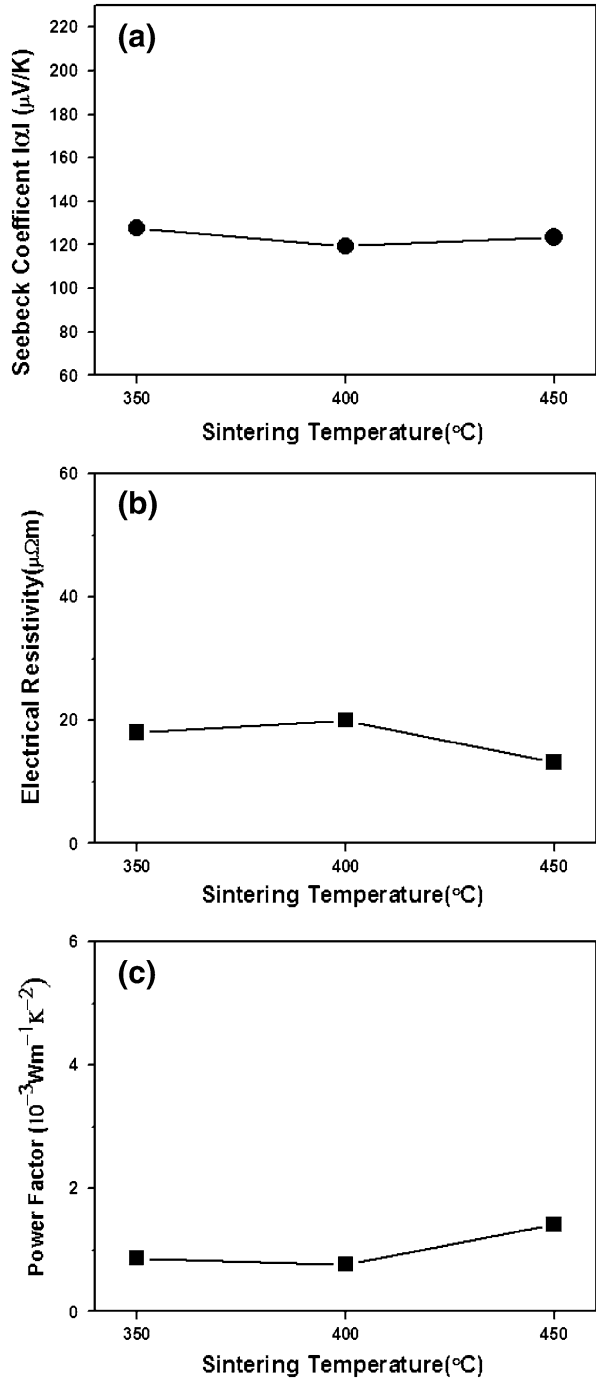 (a)
Seebeck Coefficent IαI (μV/K)
220
200
180
160
140
120
100
80
60
350 400 450
Sintering Temperature(°C)
(b)
Electrical Resistivity(μΩm)
60
40
20
0
350 400 450
Sintering Temperature(°C)
(c)
Power Factor (10⁻³Wm⁻¹K⁻²)
6
4
2
0
350 400 450
Sintering Temperature(°C)